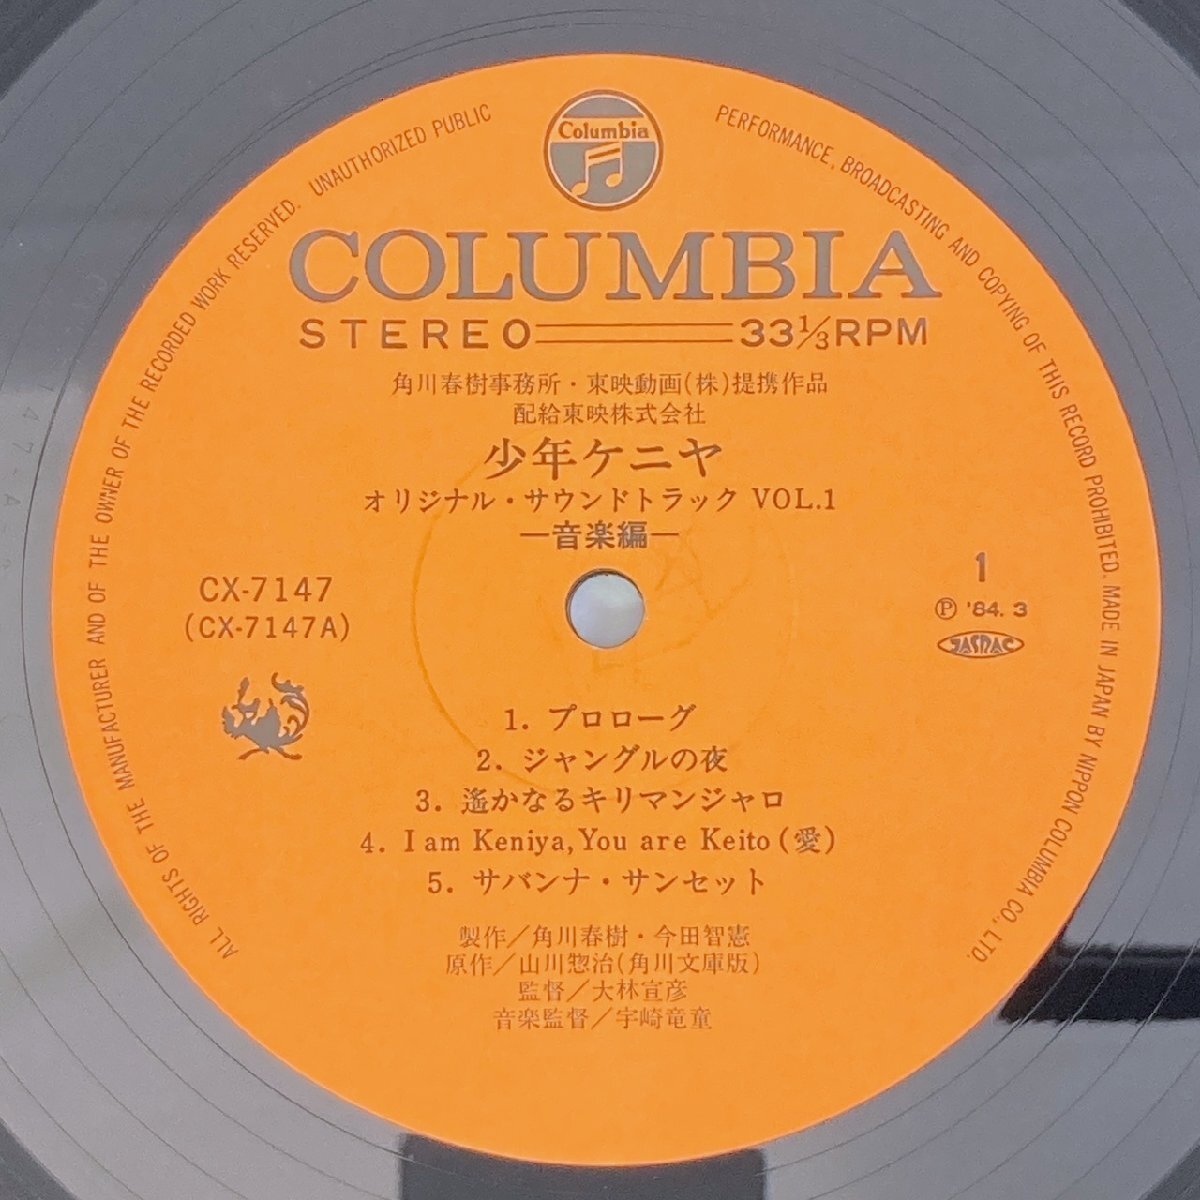 ALL RIGHTS OF THE MANUFACTURER AND OF THE OWNER OF THE RECORDED WORK RESERVED. UNAUTHORIZED PUBLIC PERFORMANCE, BROADCASTING AND COPYING OF THIS RECORD PROHIBITED. MADE IN JAPAN BY NIPPON COLUMBIA CO., LTD.
Columbia
COLUMBIA
STEREO 33⅓RPM
角川春樹事務所・東映動画(株)提携作品
配給東映株式会社
少年ケニヤ
オリジナル・サウンドトラック VOL.1
—音楽編—
CX-7147
(CX-7147A)
1
Ⓟ '84. 3
JASRAC
1. プロローグ
2. ジャングルの夜
3. 遙かなるキリマンジャロ
4. I am Keniya, You are Keito (愛)
5. サバンナ・サンセット
製作／角川春樹・今田智憲
原作／山川惣治(角川文庫版)
監督／大林宣彦
音楽監督／宇崎竜童